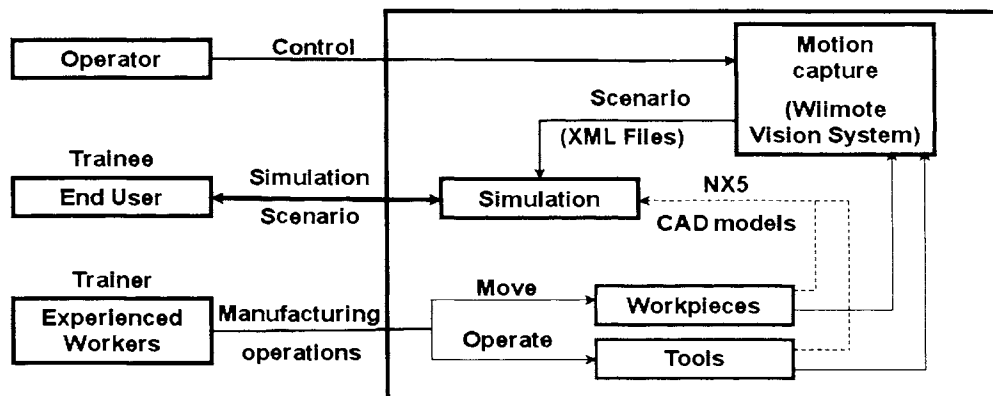 Operator
Control
Motion
capture
(Wiimote
Vision System)
Scenario
(XML Files)
Trainee
End User
Simulation
Scenario
Simulation
NX5
CAD models
Trainer
Experienced
Workers
Manufacturing
operations
Move
Operate
Workpieces
Tools